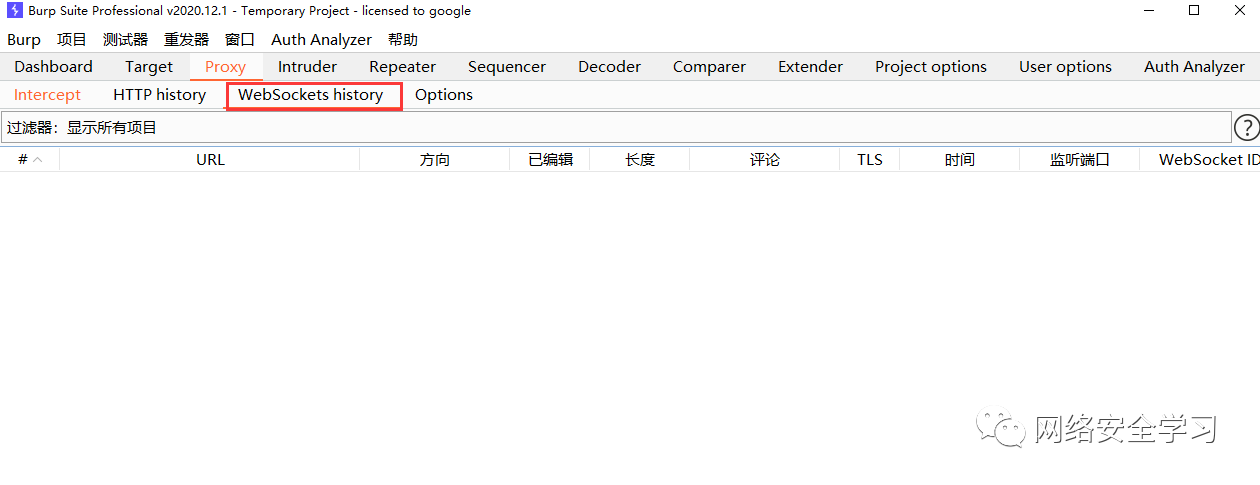 Burp Suite Professional v2020.12.1 - Temporary Project - licensed to google
Burp 项目 测试器 重发器 窗口 Auth Analyzer 帮助
Dashboard Target Proxy Intruder Repeater Sequencer Decoder Comparer Extender Project options User options Auth Analyzer
Intercept HTTP history WebSockets history Options
过滤器：显示所有项目 ?
# URL 方向 已编辑 长度 评论 TLS 时间 监听端口 WebSocket ID
网络安全学习